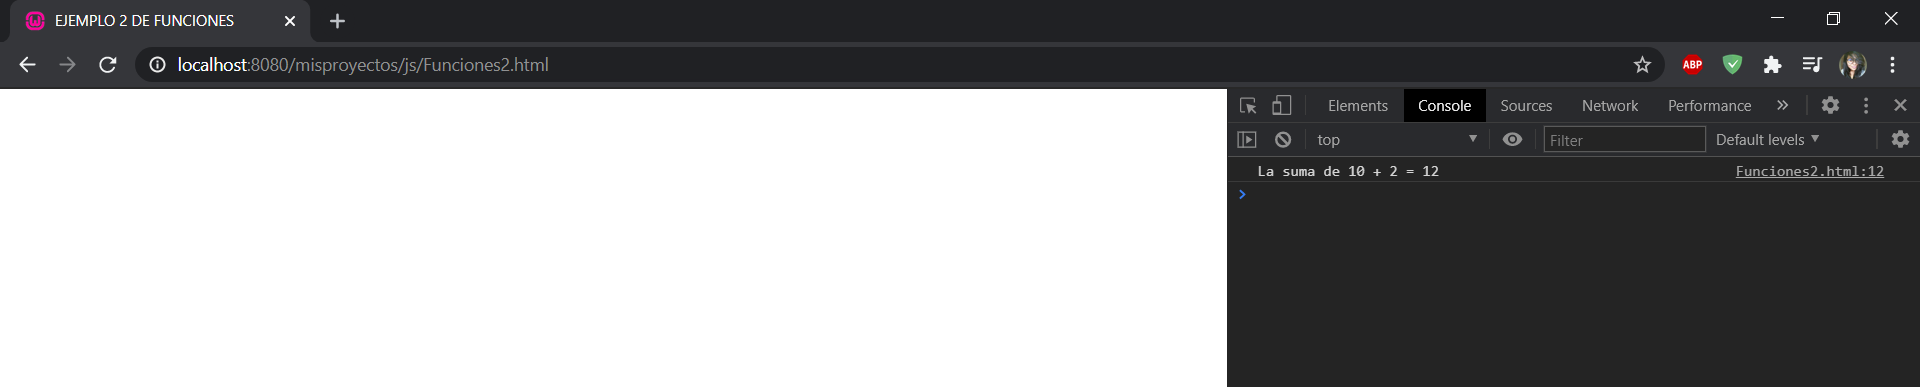 EJEMPLO 2 DE FUNCIONES
localhost:8080/misproyectos/js/Funciones2.html
ABP
Elements Console Sources Network Performance
top Filter Default levels
La suma de 10 + 2 = 12 Funciones2.html:12